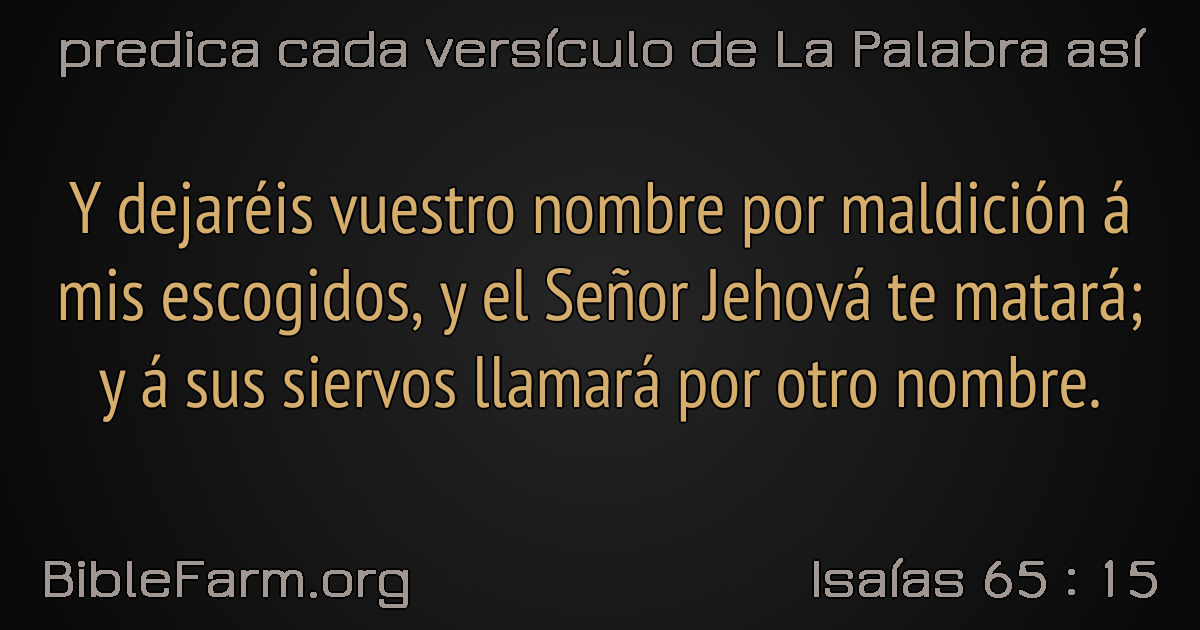 predica cada versículo de La Palabra así
Y dejaréis vuestro nombre por maldición á
mis escogidos, y el Señor Jehová te matará;
y á sus siervos llamará por otro nombre.
BibleFarm.org
Isaías 65 : 15